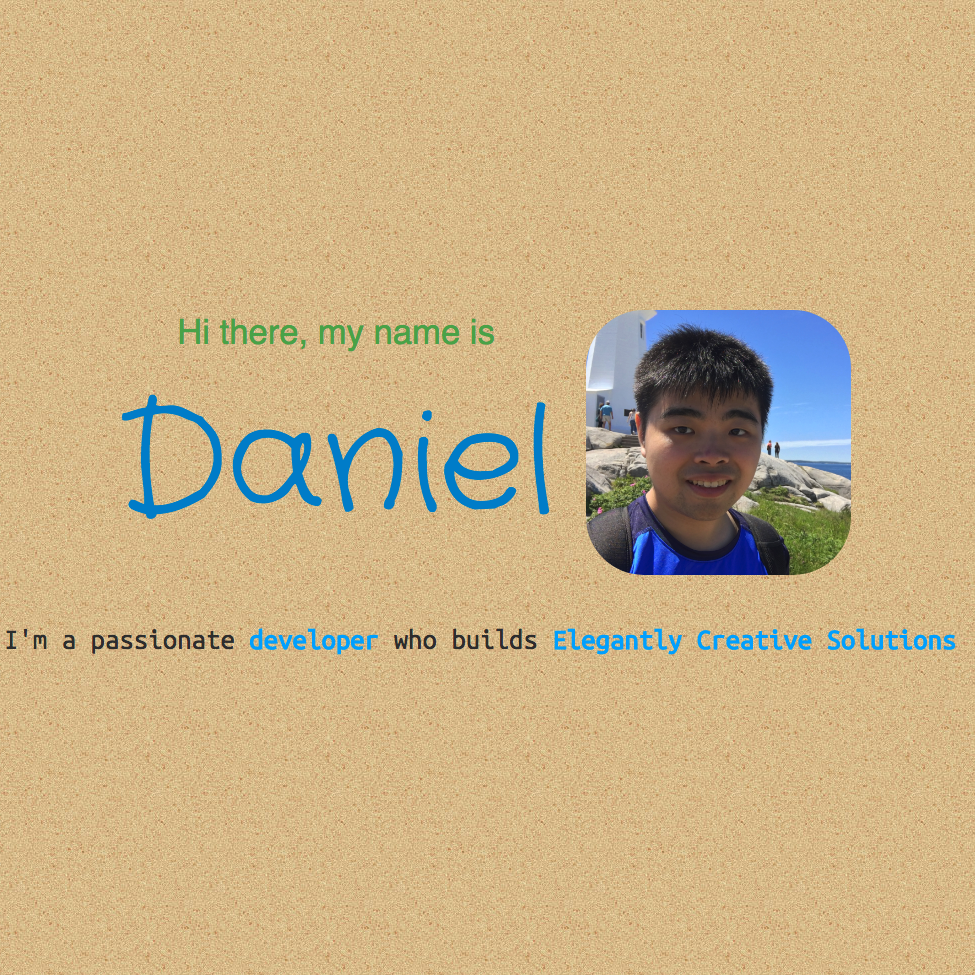 Hi there, my name is
Daniel
I'm a passionate developer who builds Elegantly Creative Solutions